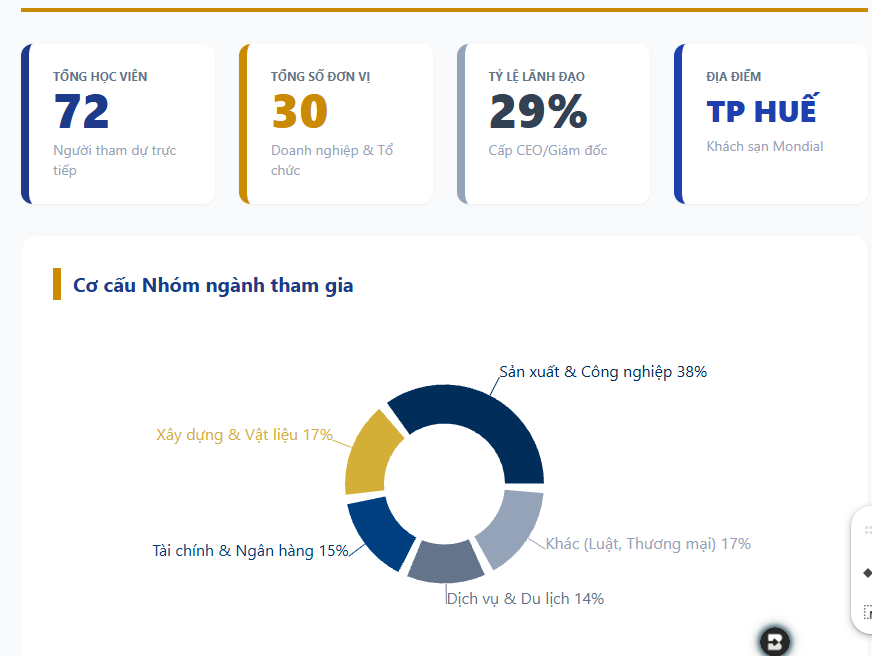 TỔNG HỌC VIÊN
72
Người tham dự trực
tiếp
TỔNG SỐ ĐƠN VỊ
30
Doanh nghiệp & Tổ
chức
TỶ LỆ LÃNH ĐẠO
29%
Cấp CEO/Giám đốc
ĐỊA ĐIỂM
TP HUẾ
Khách sạn Mondial
Cơ cấu Nhóm ngành tham gia
Sản xuất & Công nghiệp 38%
Xây dựng & Vật liệu 17%
Tài chính & Ngân hàng 15%
Khác (Luật, Thương mại) 17%
Dịch vụ & Du lịch 14%